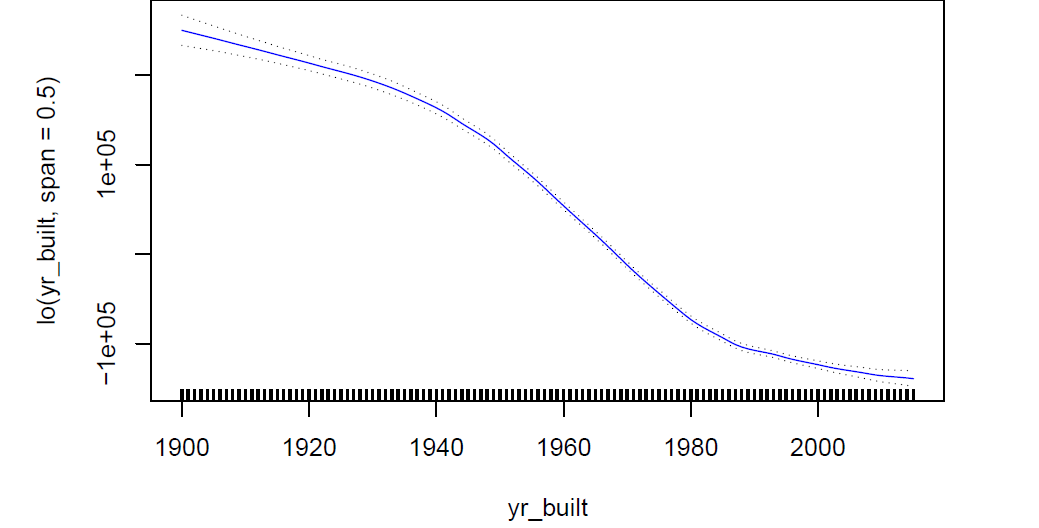 lo(yr_built, span = 0.5)
1e+05
−1e+05
1900 1920 1940 1960 1980 2000
yr_built